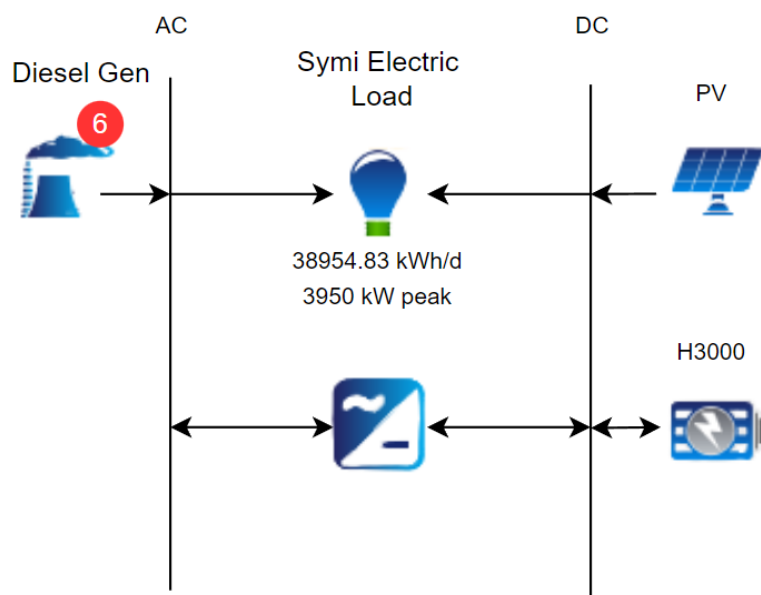 AC
DC
Diesel Gen
Symi Electric
Load
PV
6
38954.83 kWh/d
3950 kW peak
H3000